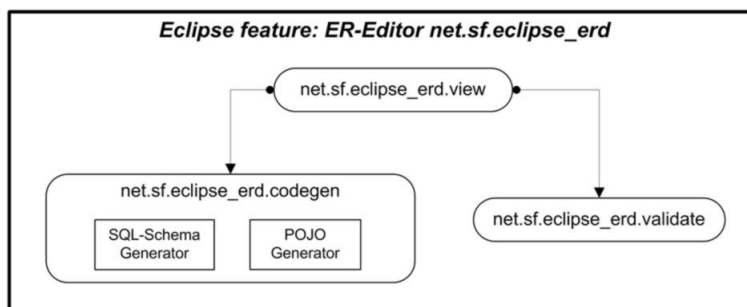 Eclipse feature: ER-Editor net.sf.eclipse_erd
net.sf.eclipse_erd.view
net.sf.eclipse_erd.codegen
SQL-Schema
Generator
POJO
Generator
net.sf.eclipse_erd.validate